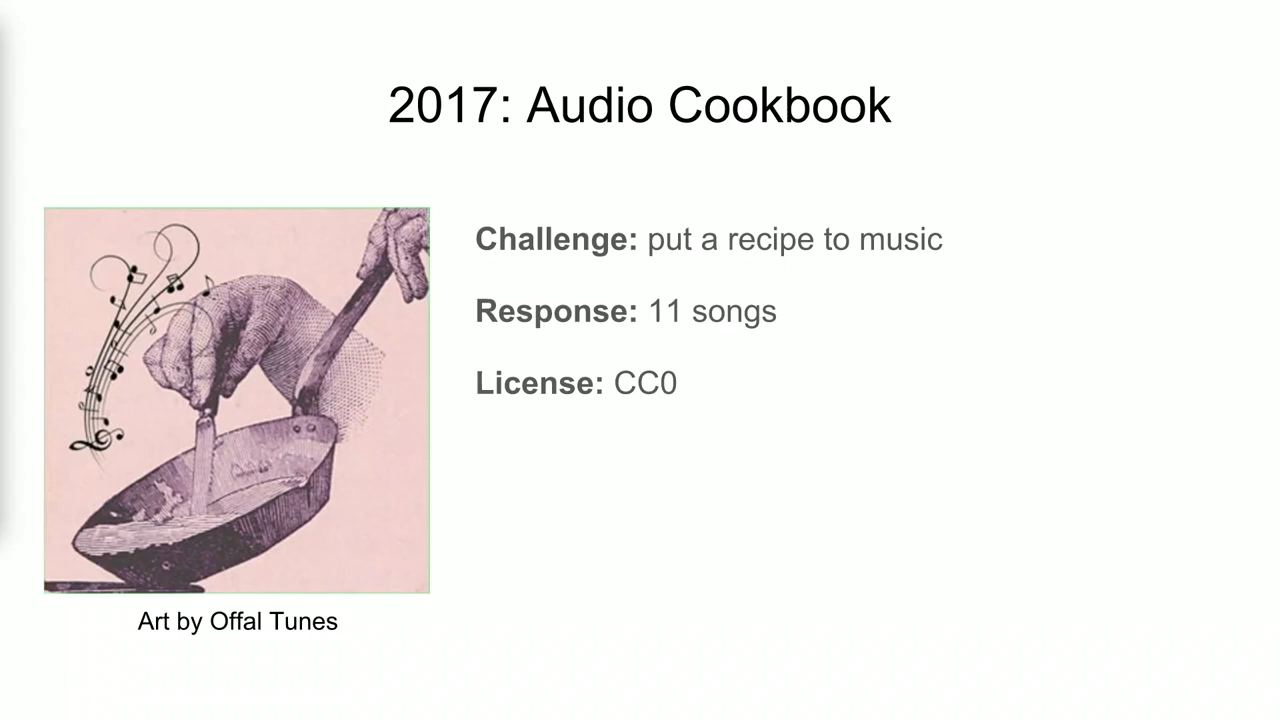 2017: Audio Cookbook
Challenge: put a recipe to music
Response: 11 songs
License: CC0
Art by Offal Tunes